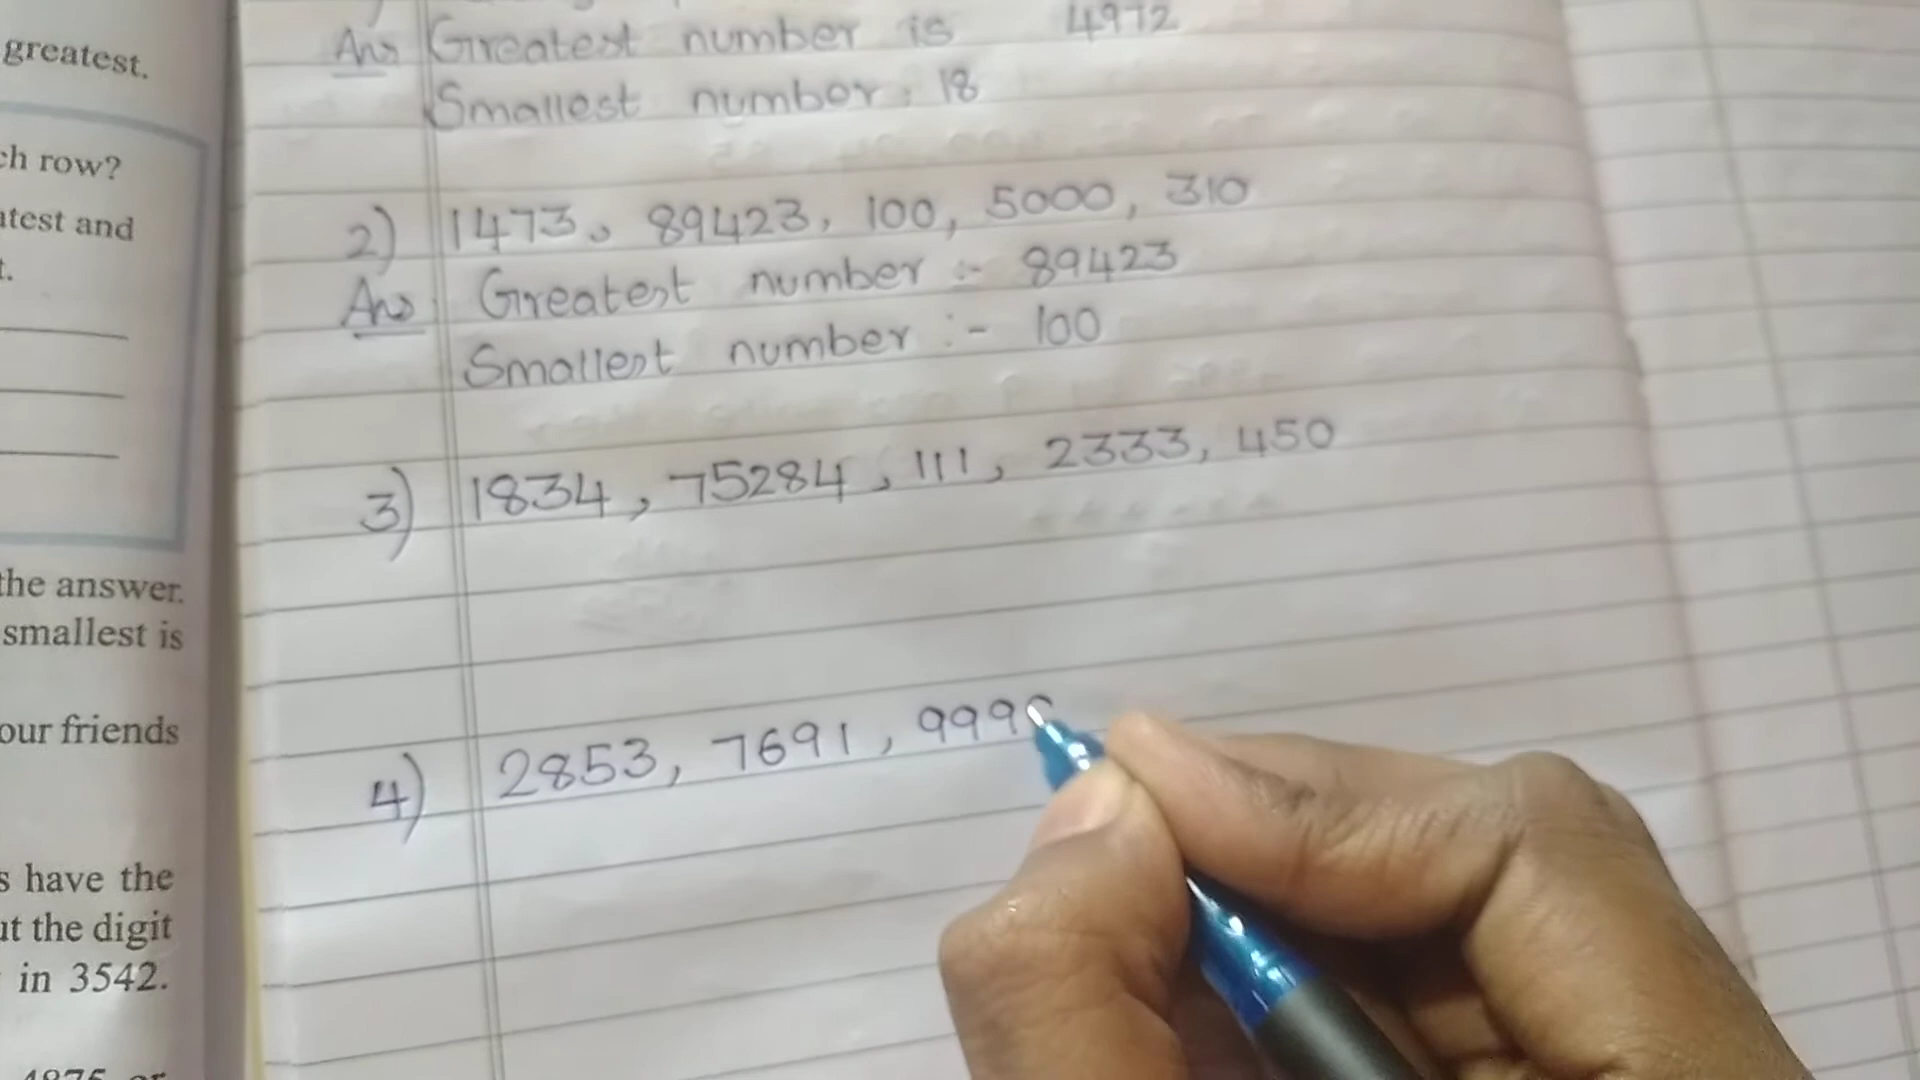 greatest.
ch row?
atest and
t.
the answer.
smallest is
our friends
s have the
ut the digit
in 3542.
4875 or
Ans Greatest number is 4972
Smallest number : 18
2) 1473, 89423, 100, 5000, 310
Ans : Greatest number :- 89423
Smallest number :- 100
3) 1834, 75284, 111, 2333, 450
4) 2853, 7691, 999